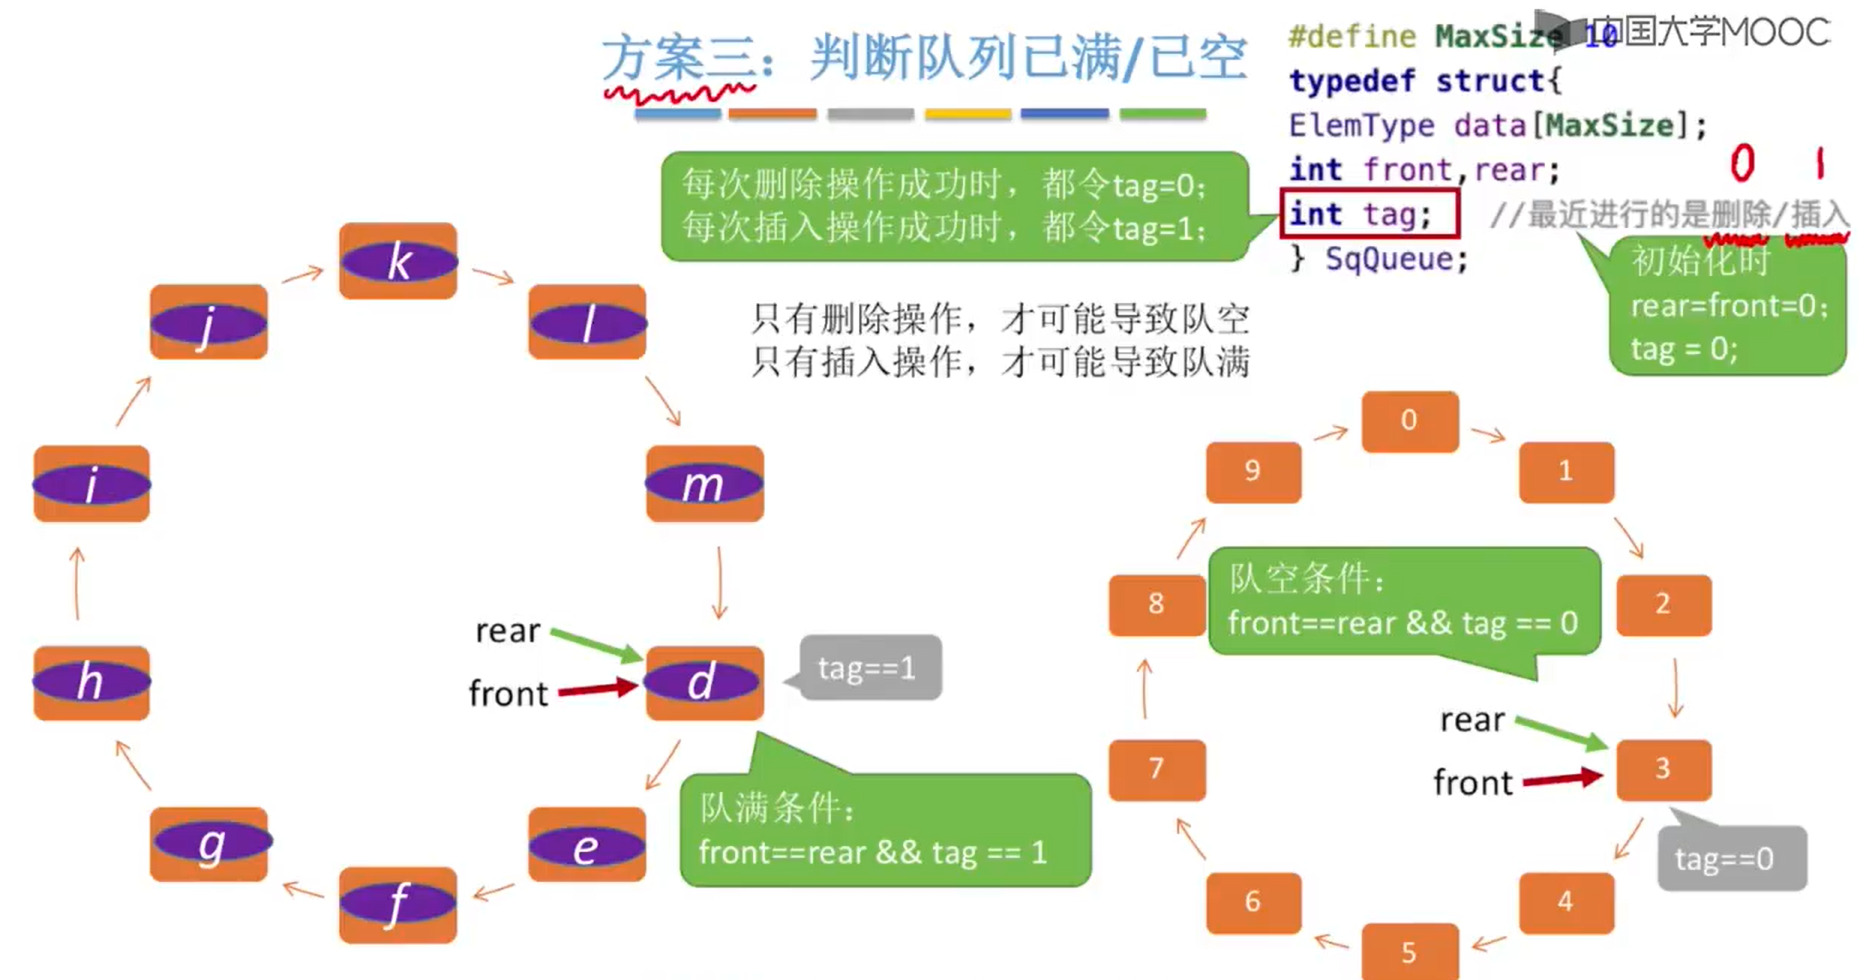 方案三：判断队列已满/已空
中国大学MOOC
#define MaxSize 10
typedef struct{
ElemType data[MaxSize];
int front,rear;
0 1
int tag; //最近进行的是删除/插入
} SqQueue;
每次删除操作成功时，都令tag=0；
每次插入操作成功时，都令tag=1；
初始化时
rear=front=0；
tag = 0;
只有删除操作，才可能导致队空
只有插入操作，才可能导致队满
k
l
m
d
e
f
g
h
i
j
rear
front
tag==1
队满条件：
front==rear && tag == 1
0
1
2
3
4
5
6
7
8
9
队空条件：
front==rear && tag == 0
rear
front
tag==0